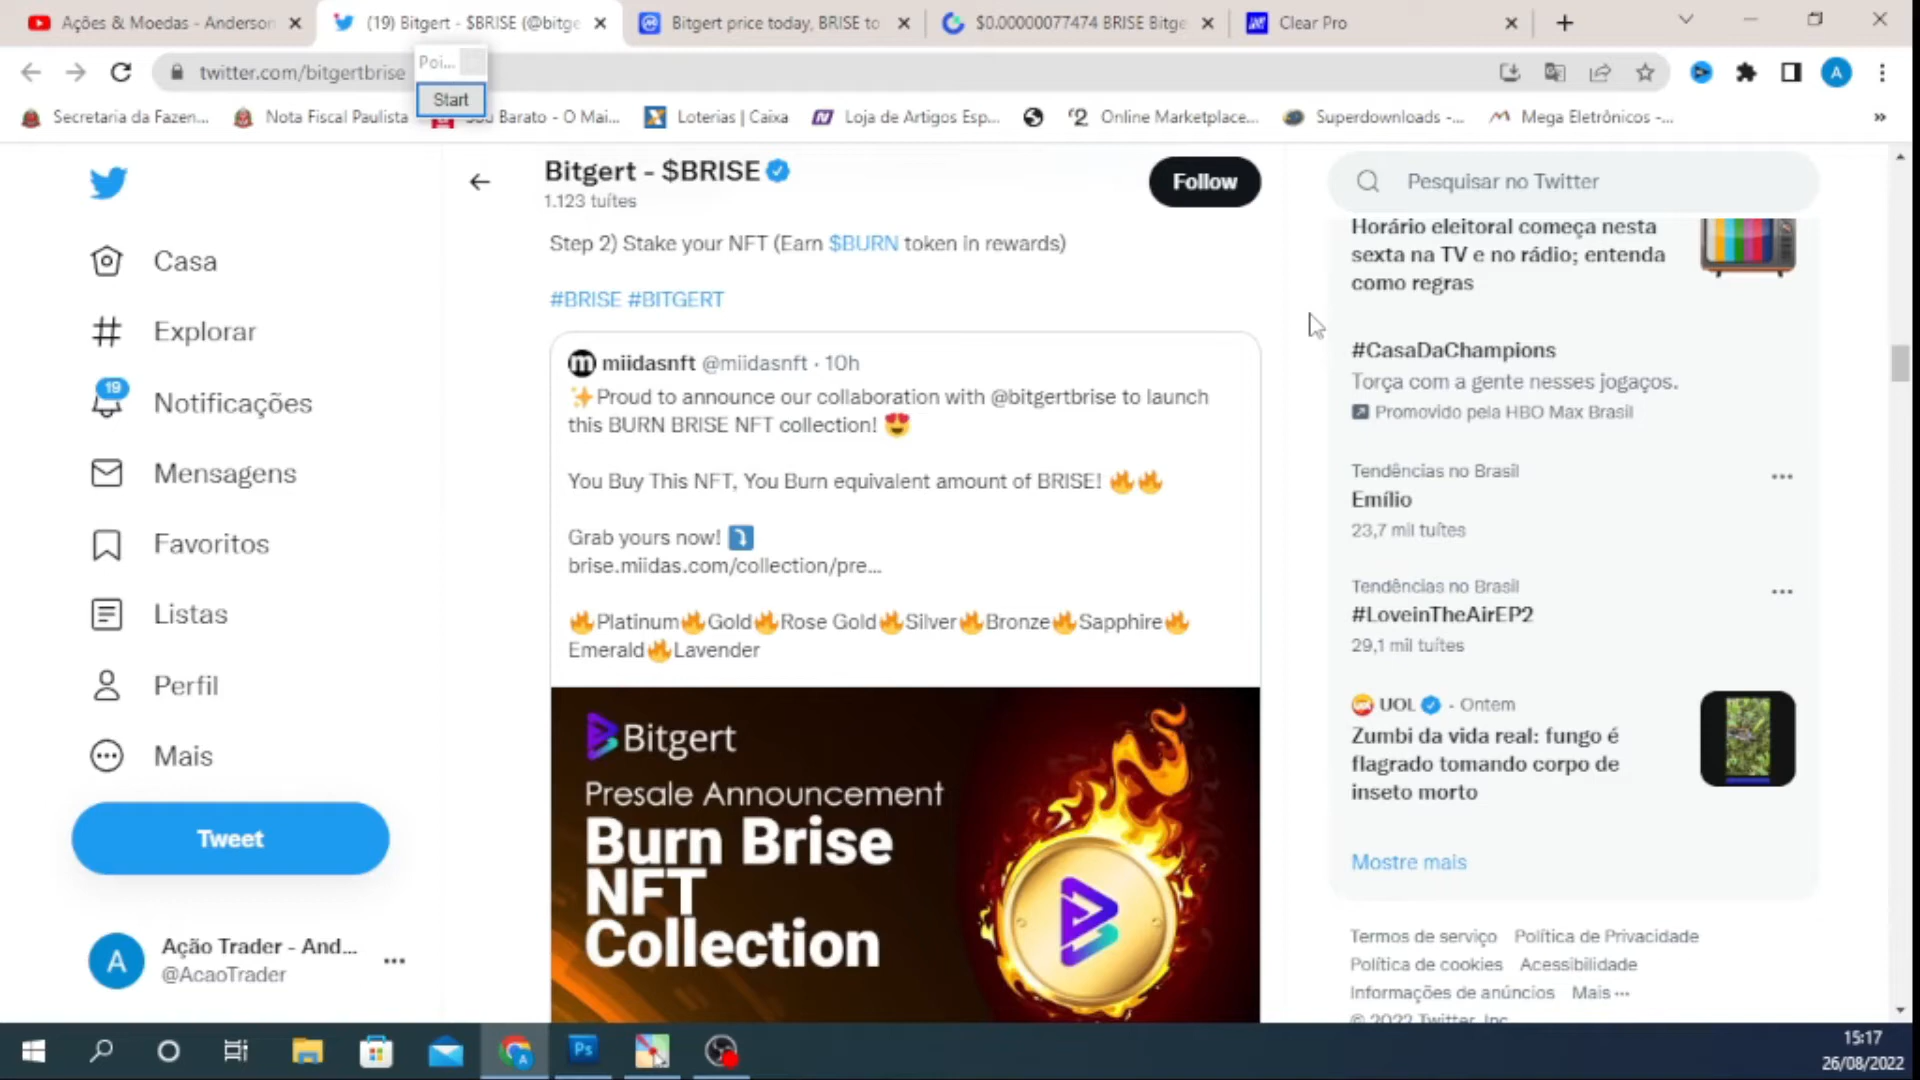 Ações & Moedas - Anderson
(19) Bitgert - $BRISE (@bitge
Bitgert price today, BRISE to
$0.00000077474 BRISE Bitge
Clear Pro
twitter.com/bitgertbrise
Poi...
Start
A
Secretaria da Fazen...
Nota Fiscal Paulista
Barato - O Mai...
Loterias | Caixa
Loja de Artigos Esp...
Online Marketplace...
Superdownloads -...
Mega Eletrônicos -...
»
Bitgert - $BRISE
1.123 tuítes
Follow
Pesquisar no Twitter
Casa
Explorar
19
Notificações
Mensagens
Favoritos
Listas
Perfil
Mais
Tweet
A
Ação Trader - And...
@AcaoTrader
Step 2) Stake your NFT (Earn $BURN token in rewards)
#BRISE #BITGERT
miidasnft @miidasnft · 10h
✨Proud to announce our collaboration with @bitgertbrise to launch
this BURN BRISE NFT collection! 😍
You Buy This NFT, You Burn equivalent amount of BRISE! 🔥🔥
Grab yours now! ⤵️
brise.miidas.com/collection/pre...
🔥Platinum🔥Gold🔥Rose Gold🔥Silver🔥Bronze🔥Sapphire🔥
Emerald🔥Lavender
Bitgert
Presale Announcement
Burn Brise
NFT
Collection
Horário eleitoral começa nesta
sexta na TV e no rádio; entenda
como regras
#CasaDaChampions
Torça com a gente nesses jogaços.
Promovido pela HBO Max Brasil
Tendências no Brasil
Emílio
23,7 mil tuítes
Tendências no Brasil
#LoveinTheAirEP2
29,1 mil tuítes
UOL - Ontem
Zumbi da vida real: fungo é
flagrado tomando corpo de
inseto morto
Mostre mais
Termos de serviço Política de Privacidade
Política de cookies Acessibilidade
Informações de anúncios Mais ···
© 2022 Twitter, Inc.
Ps
15:17
26/08/2022